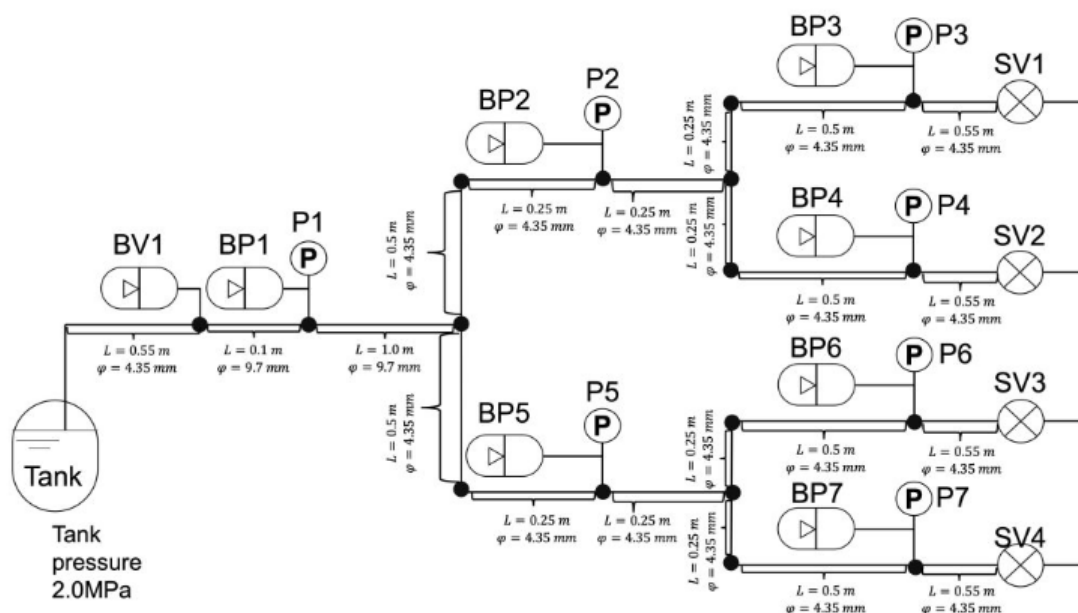 BP3
P P3
SV1
P2
BP2
P
L = 0.25 m
φ = 4.35 mm
L = 0.5 m
φ = 4.35 mm
L = 0.55 m
φ = 4.35 mm
L = 0.25 m
φ = 4.35 mm
L = 0.25 m
φ = 4.35 mm
L = 0.25 m
φ = 4.35 mm
BP4
P P4
SV2
L = 0.5 m
φ = 4.35 mm
L = 0.55 m
φ = 4.35 mm
P1
BV1
BP1
P
L = 0.5 m
φ = 4.35 mm
L = 0.55 m
φ = 4.35 mm
L = 0.1 m
φ = 9.7 mm
L = 1.0 m
φ = 9.7 mm
L = 0.5 m
φ = 4.35 mm
BP6
P P6
SV3
P5
BP5
P
L = 0.25 m
φ = 4.35 mm
L = 0.5 m
φ = 4.35 mm
L = 0.55 m
φ = 4.35 mm
L = 0.25 m
φ = 4.35 mm
L = 0.25 m
φ = 4.35 mm
L = 0.25 m
φ = 4.35 mm
BP7
P P7
SV4
L = 0.5 m
φ = 4.35 mm
L = 0.55 m
φ = 4.35 mm
Tank
Tank
pressure
2.0MPa